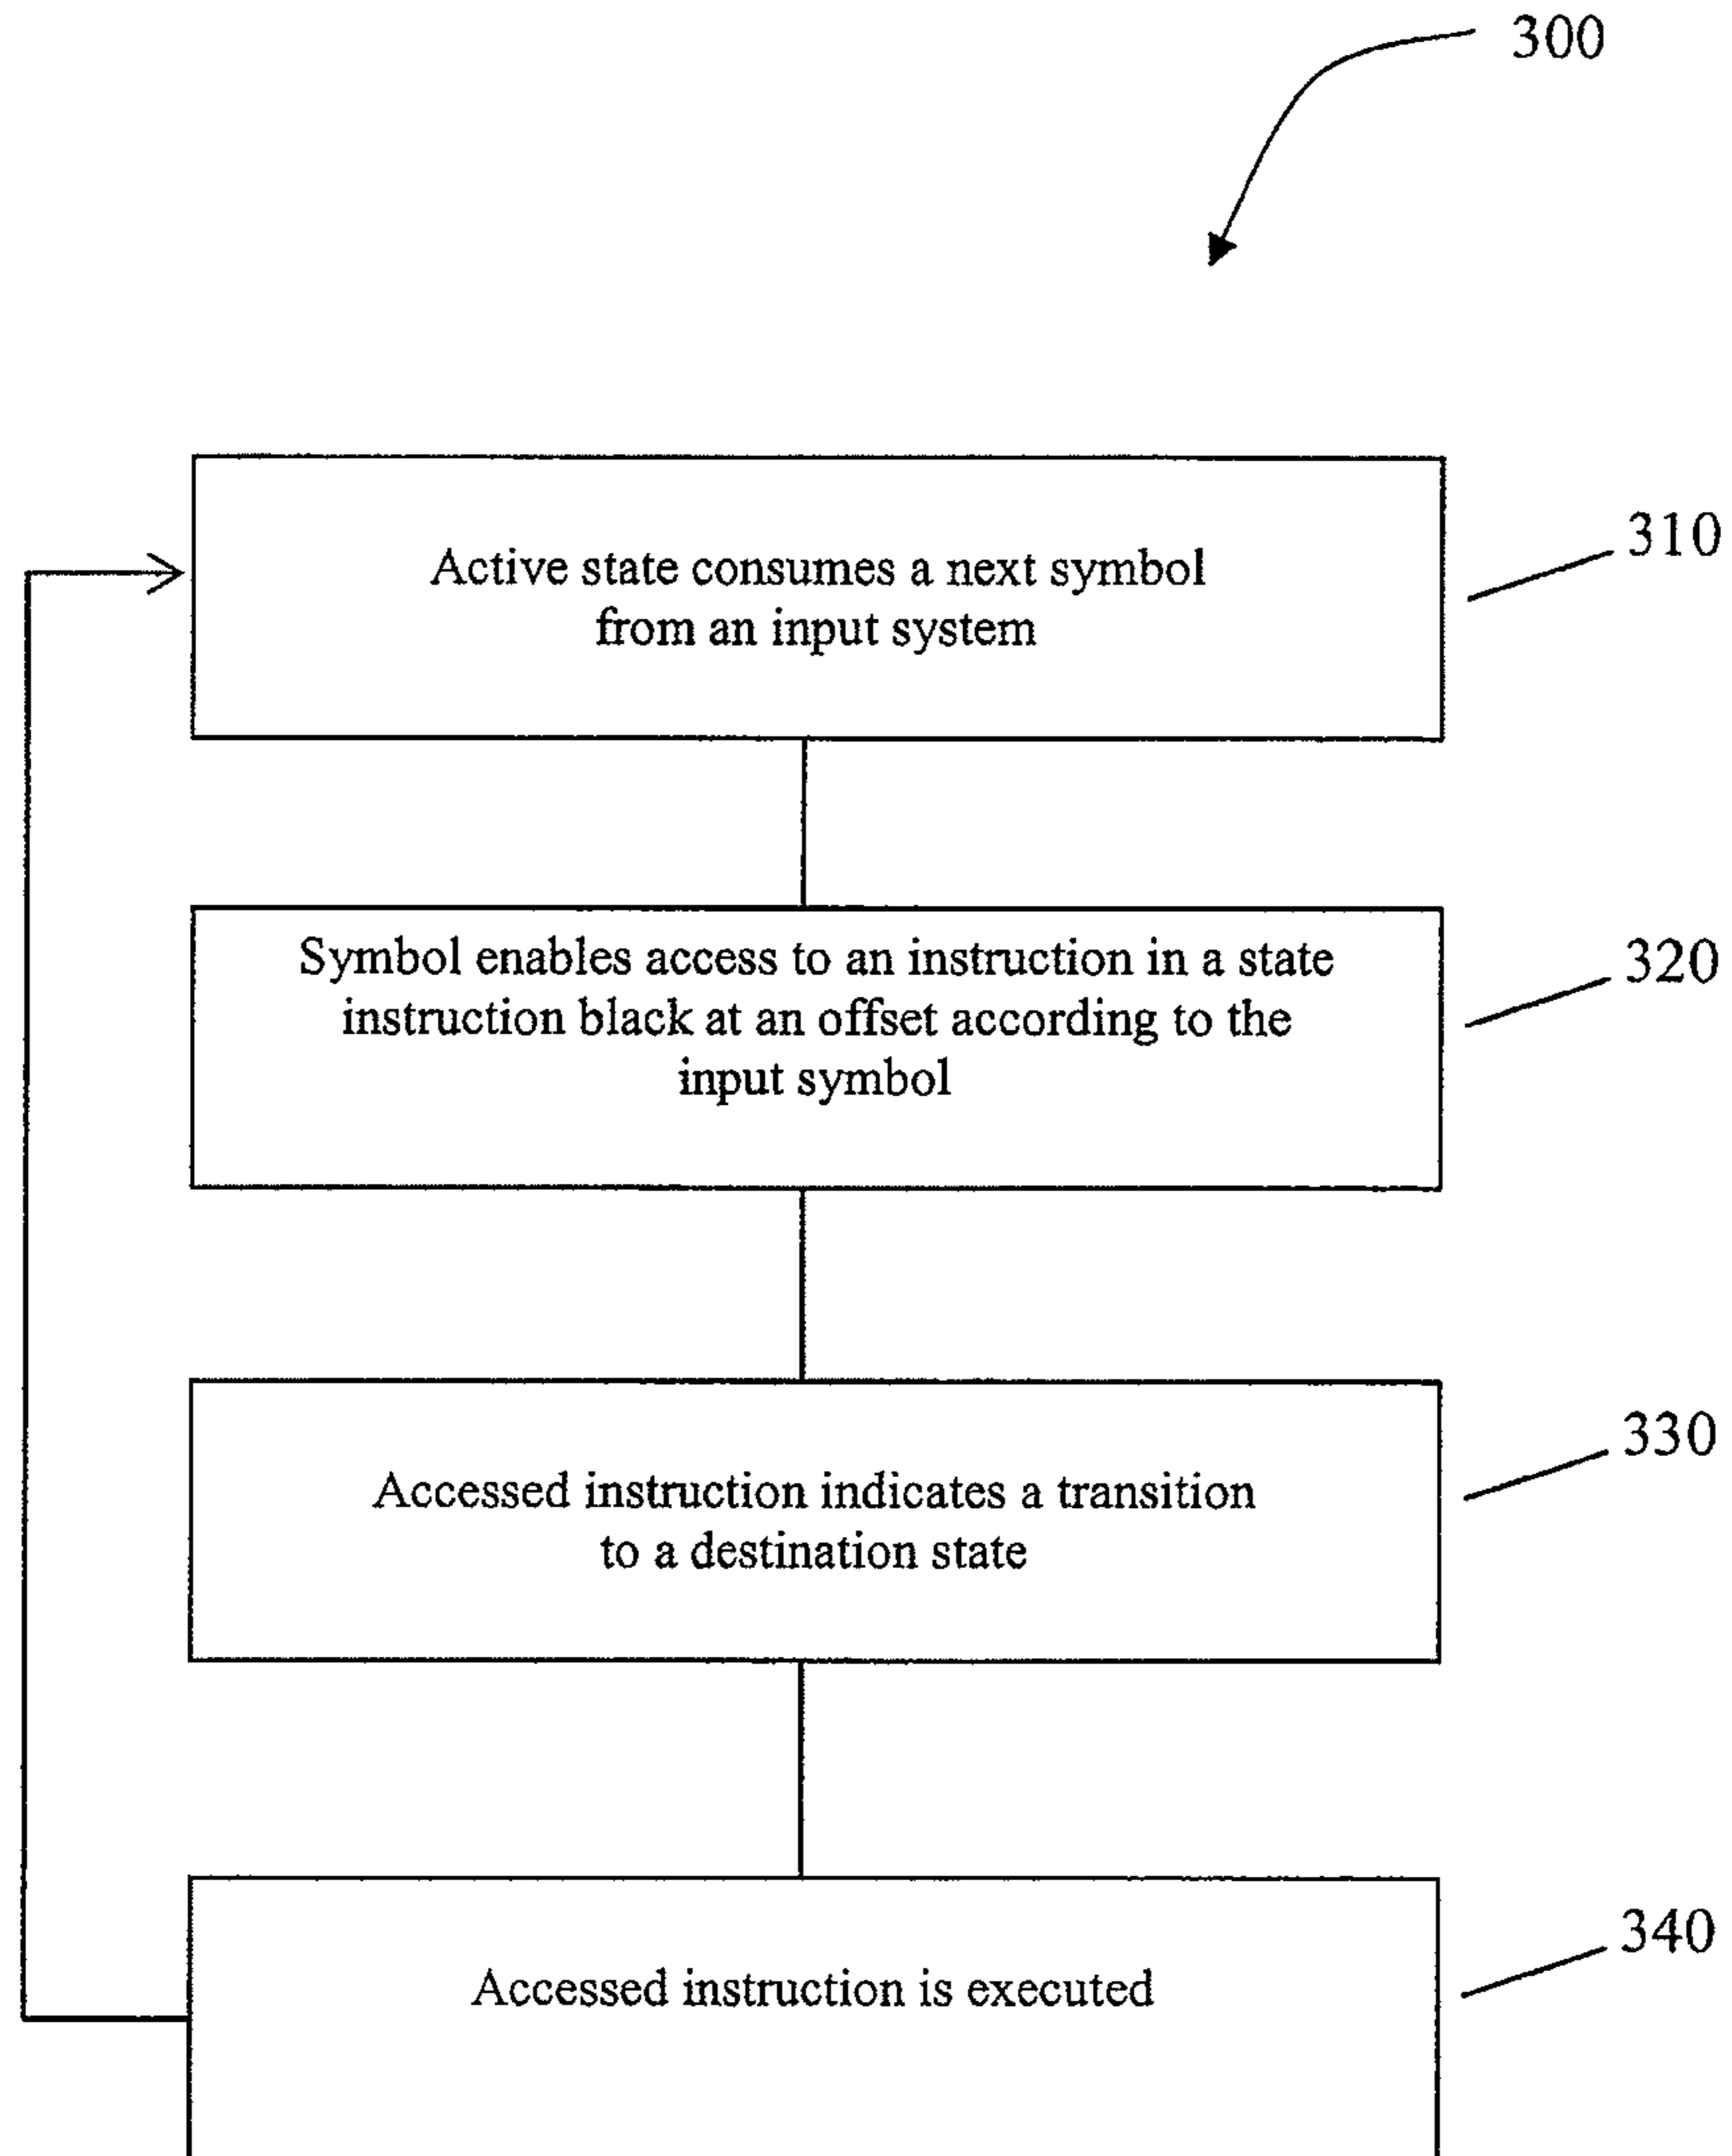 300
Active state consumes a next symbol
from an input system
310
Symbol enables access to an instruction in a state
instruction black at an offset according to the
input symbol
320
Accessed instruction indicates a transition
to a destination state
330
Accessed instruction is executed
340